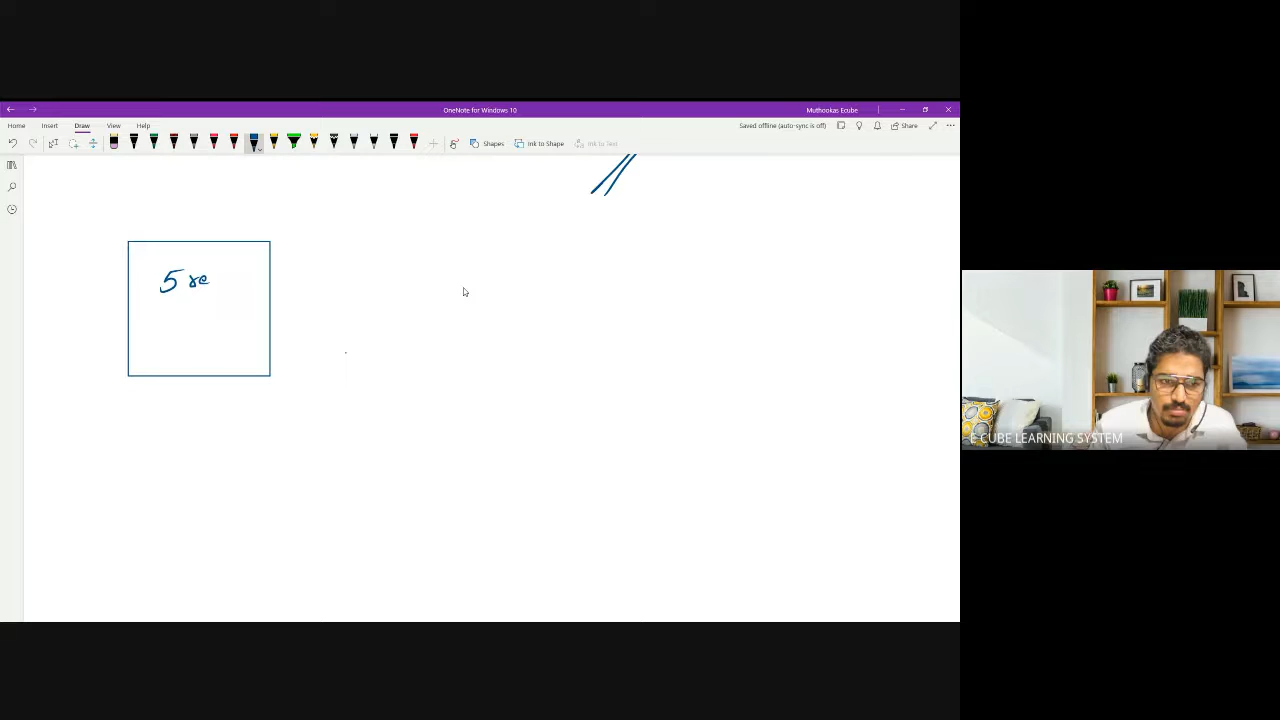 OneNote for Windows 10
Muthookas Ecube
Home Insert Draw View Help
Saved offline (auto-sync is off)
Share
Shapes
Ink to Shape
Ink to Text
5 re
E CUBE LEARNING SYSTEM